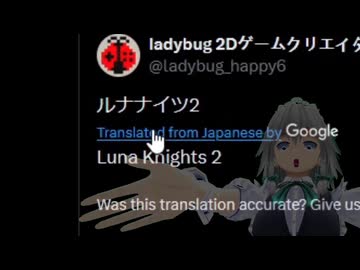 ladybug 2Dゲームクリエイタ
@ladybug_happy6
ルナナイツ2
Translated from Japanese by Google
Luna Knights 2
Was this translation accurate? Give us